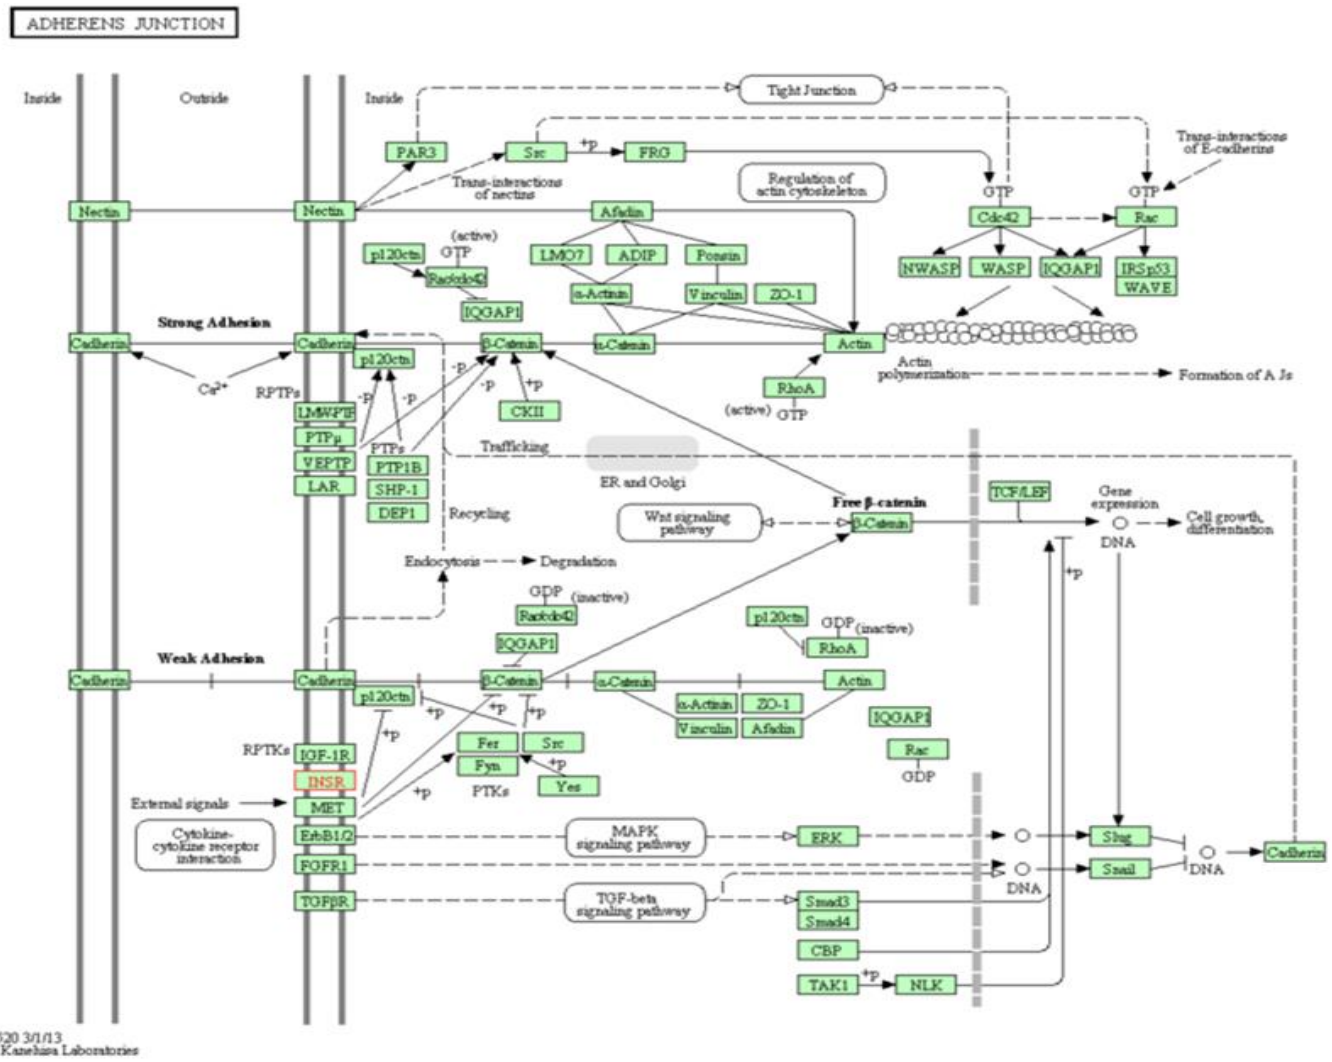 ADHERENS JUNCTION
Inside
Outside
Inside
Tight Junction
PAR3
Src
+p
FRG
Trans-interactions
of E-cadherins
Trans-interactions
of nectins
Regulation of
actin cytoskeleton
GTP
GTP
Nectin
Nectin
Afadin
Cdc42
Rac
p120ctn
(active)
GTP
Rac/cdc42
IQGAP1
LMO7
ADIP
Ponsin
α-Actinin
Vinculin
ZO-1
NWASP
WASP
IQGAP1
IRSp53
WAVE
Strong Adhesion
Cadherin
Cadherin
p120ctn
β-Catenin
α-Catenin
Actin
Ca2+
Actin
polymerization
Formation of AJs
RPTPs
-p
-p
-p
-p
+p
CKII
RhoA
(active)
GTP
LMW-PTP
PTPμ
VEPTP
LAR
PTPs
PTP1B
SHP-1
DEP1
Trafficking
ER and Golgi
Recycling
Free β-catenin
Wnt signaling
pathway
β-Catenin
TCF/LEF
Gene
expression
DNA
Cell growth,
differentiation
Endocytosis
Degradation
+p
GDP
(inactive)
Rac/cdc42
IQGAP1
p120ctn
GDP
(inactive)
RhoA
Weak Adhesion
Cadherin
Cadherin
p120ctn
β-Catenin
α-Catenin
Actin
+p
+p
+p
+p
α-Actinin
ZO-1
Vinculin
Afadin
IQGAP1
Rac
GDP
RPTKs
IGF-1R
INSR
MET
ErbB1/2
FGFR1
TGFβR
Fer
Src
Fyn
PTKs
+p
Yes
+p
External signals
Cytokine-
cytokine receptor
interaction
MAPK
signaling pathway
ERK
Slug
Snail
DNA
DNA
Cadherin
TGF-beta
signaling pathway
Smad3
Smad4
CBP
TAK1
+p
NLK
520 3/1/13
Kanehisa Laboratories